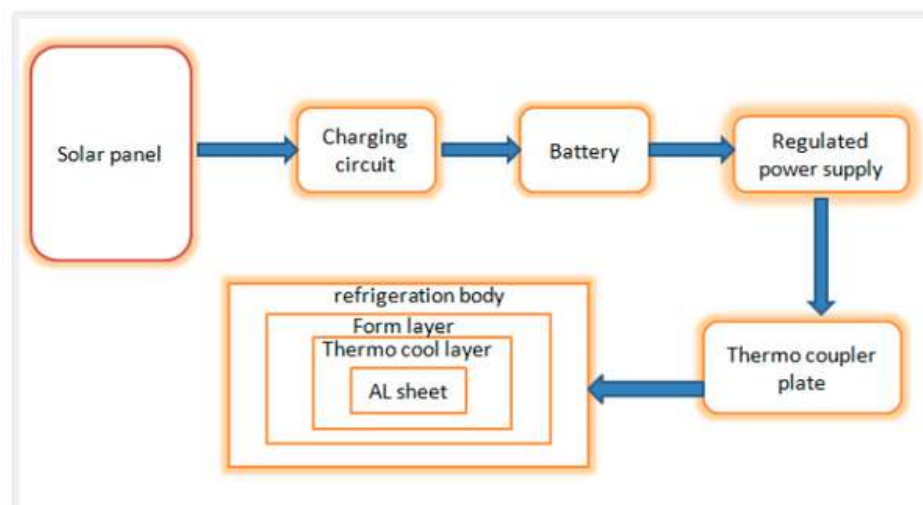 Solar panel
Charging
circuit
Battery
Regulated
power supply
refrigeration body
Form layer
Thermo cool layer
AL sheet
Thermo coupler
plate